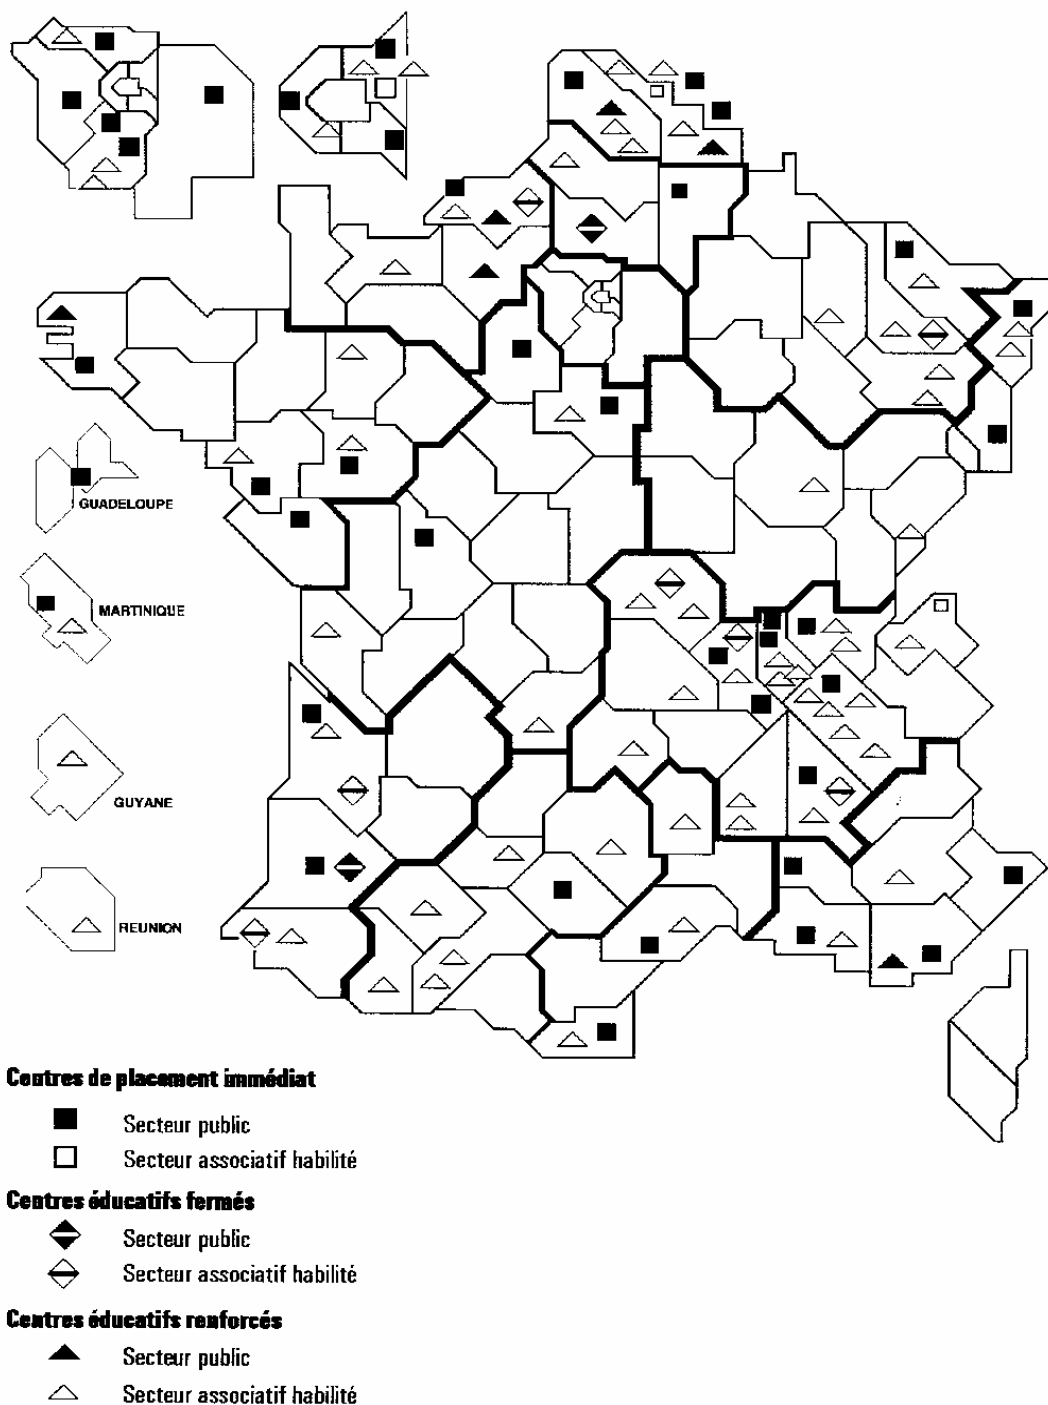 GUADELOUPE
MARTINIQUE
GUYANE
REUNION
Centres de placement immédiat
Secteur public
Secteur associatif habilité
Centres éducatifs fermés
Secteur public
Secteur associatif habilité
Centres éducatifs renforcés
Secteur public
Secteur associatif habilité